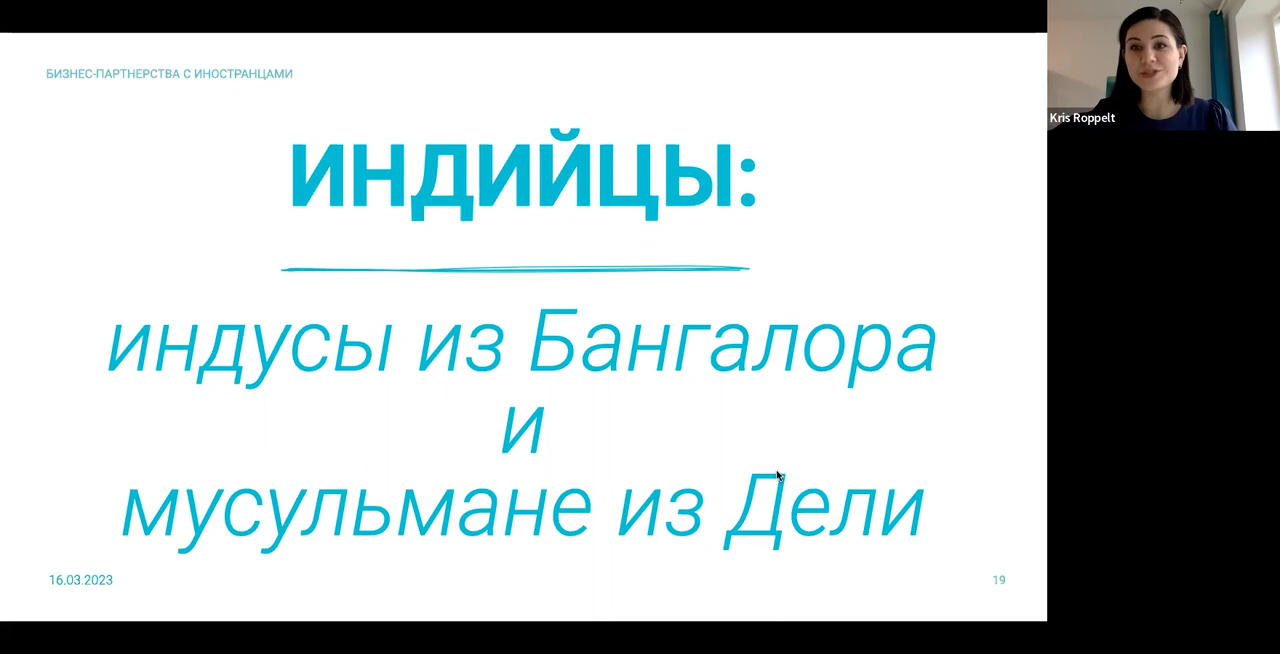 БИЗНЕС-ПАРТНЕРСТВА С ИНОСТРАНЦАМИ
Kris Roppelt
ИНДИЙЦЫ:
индусы из Бангалора
и
мусульмане из Дели
16.03.2023
19